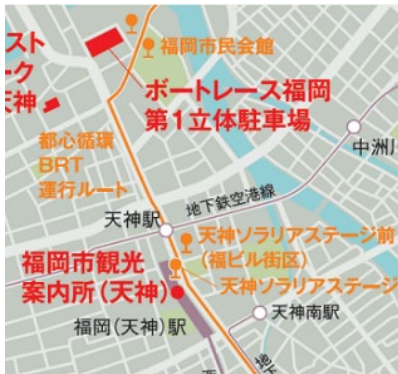 スト
ーク
天神
福岡市民会館
ボートレース福岡
第1立体駐車場
都心循環
BRT
運行ルート
中洲川
地下鉄空港線
天神駅
天神ソラリアステージ前
(福ビル街区)
天神ソラリアステージ
福岡市観光
案内所(天神)
天神南駅
福岡(天神)駅
西
地下